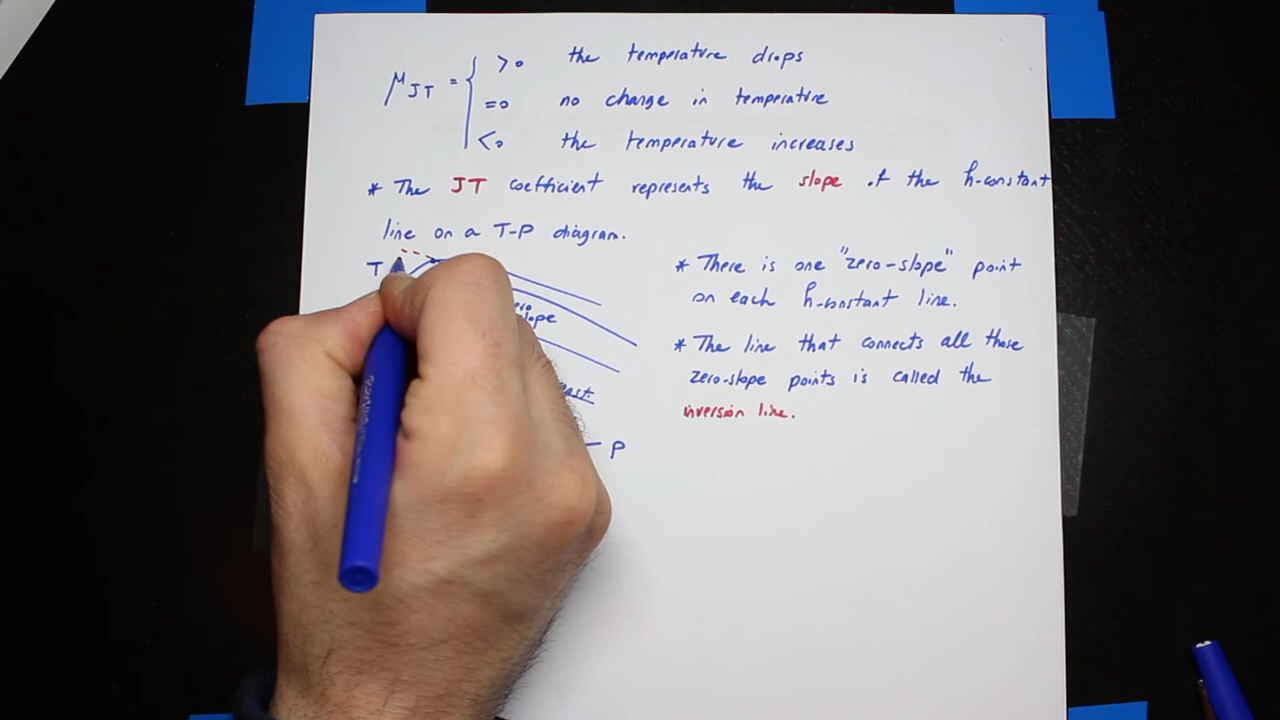 μJT = { >0 the temperature drops
=0 no change in temperature
<0 the temperature increases
* The JT coefficient represents the slope of the h-constant
line on a T-P diagram.
T
P
* There is one "zero-slope" point
on each h-constant line.
* The line that connects all those
zero-slope points is called the
inversion line.